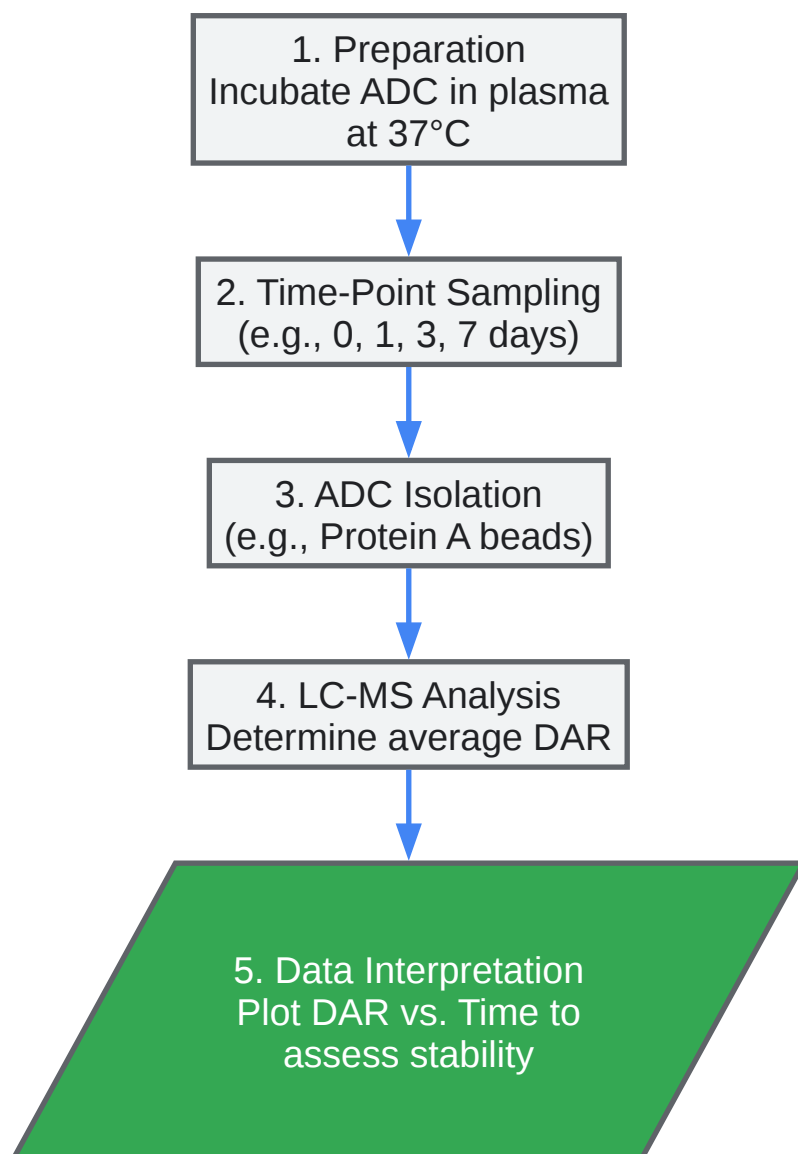 1. Preparation
Incubate ADC in plasma
at 37°C
2. Time-Point Sampling
(e.g., 0, 1, 3, 7 days)
3. ADC Isolation
(e.g., Protein A beads)
4. LC-MS Analysis
Determine average DAR
5. Data Interpretation
Plot DAR vs. Time to
assess stability